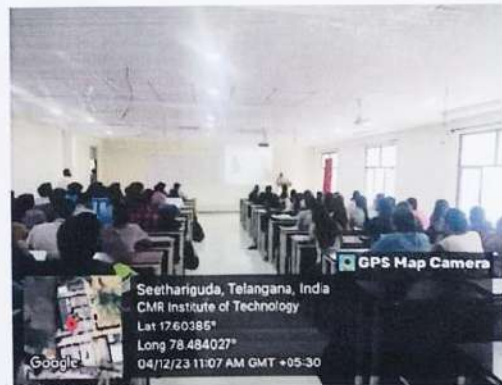 GPS Map Camera
Seethariguda, Telangana, India
CMR Institute of Technology
Lat 17.60385°
Long 78.484027°
04/12/23 11:07 AM GMT +05:30
Google